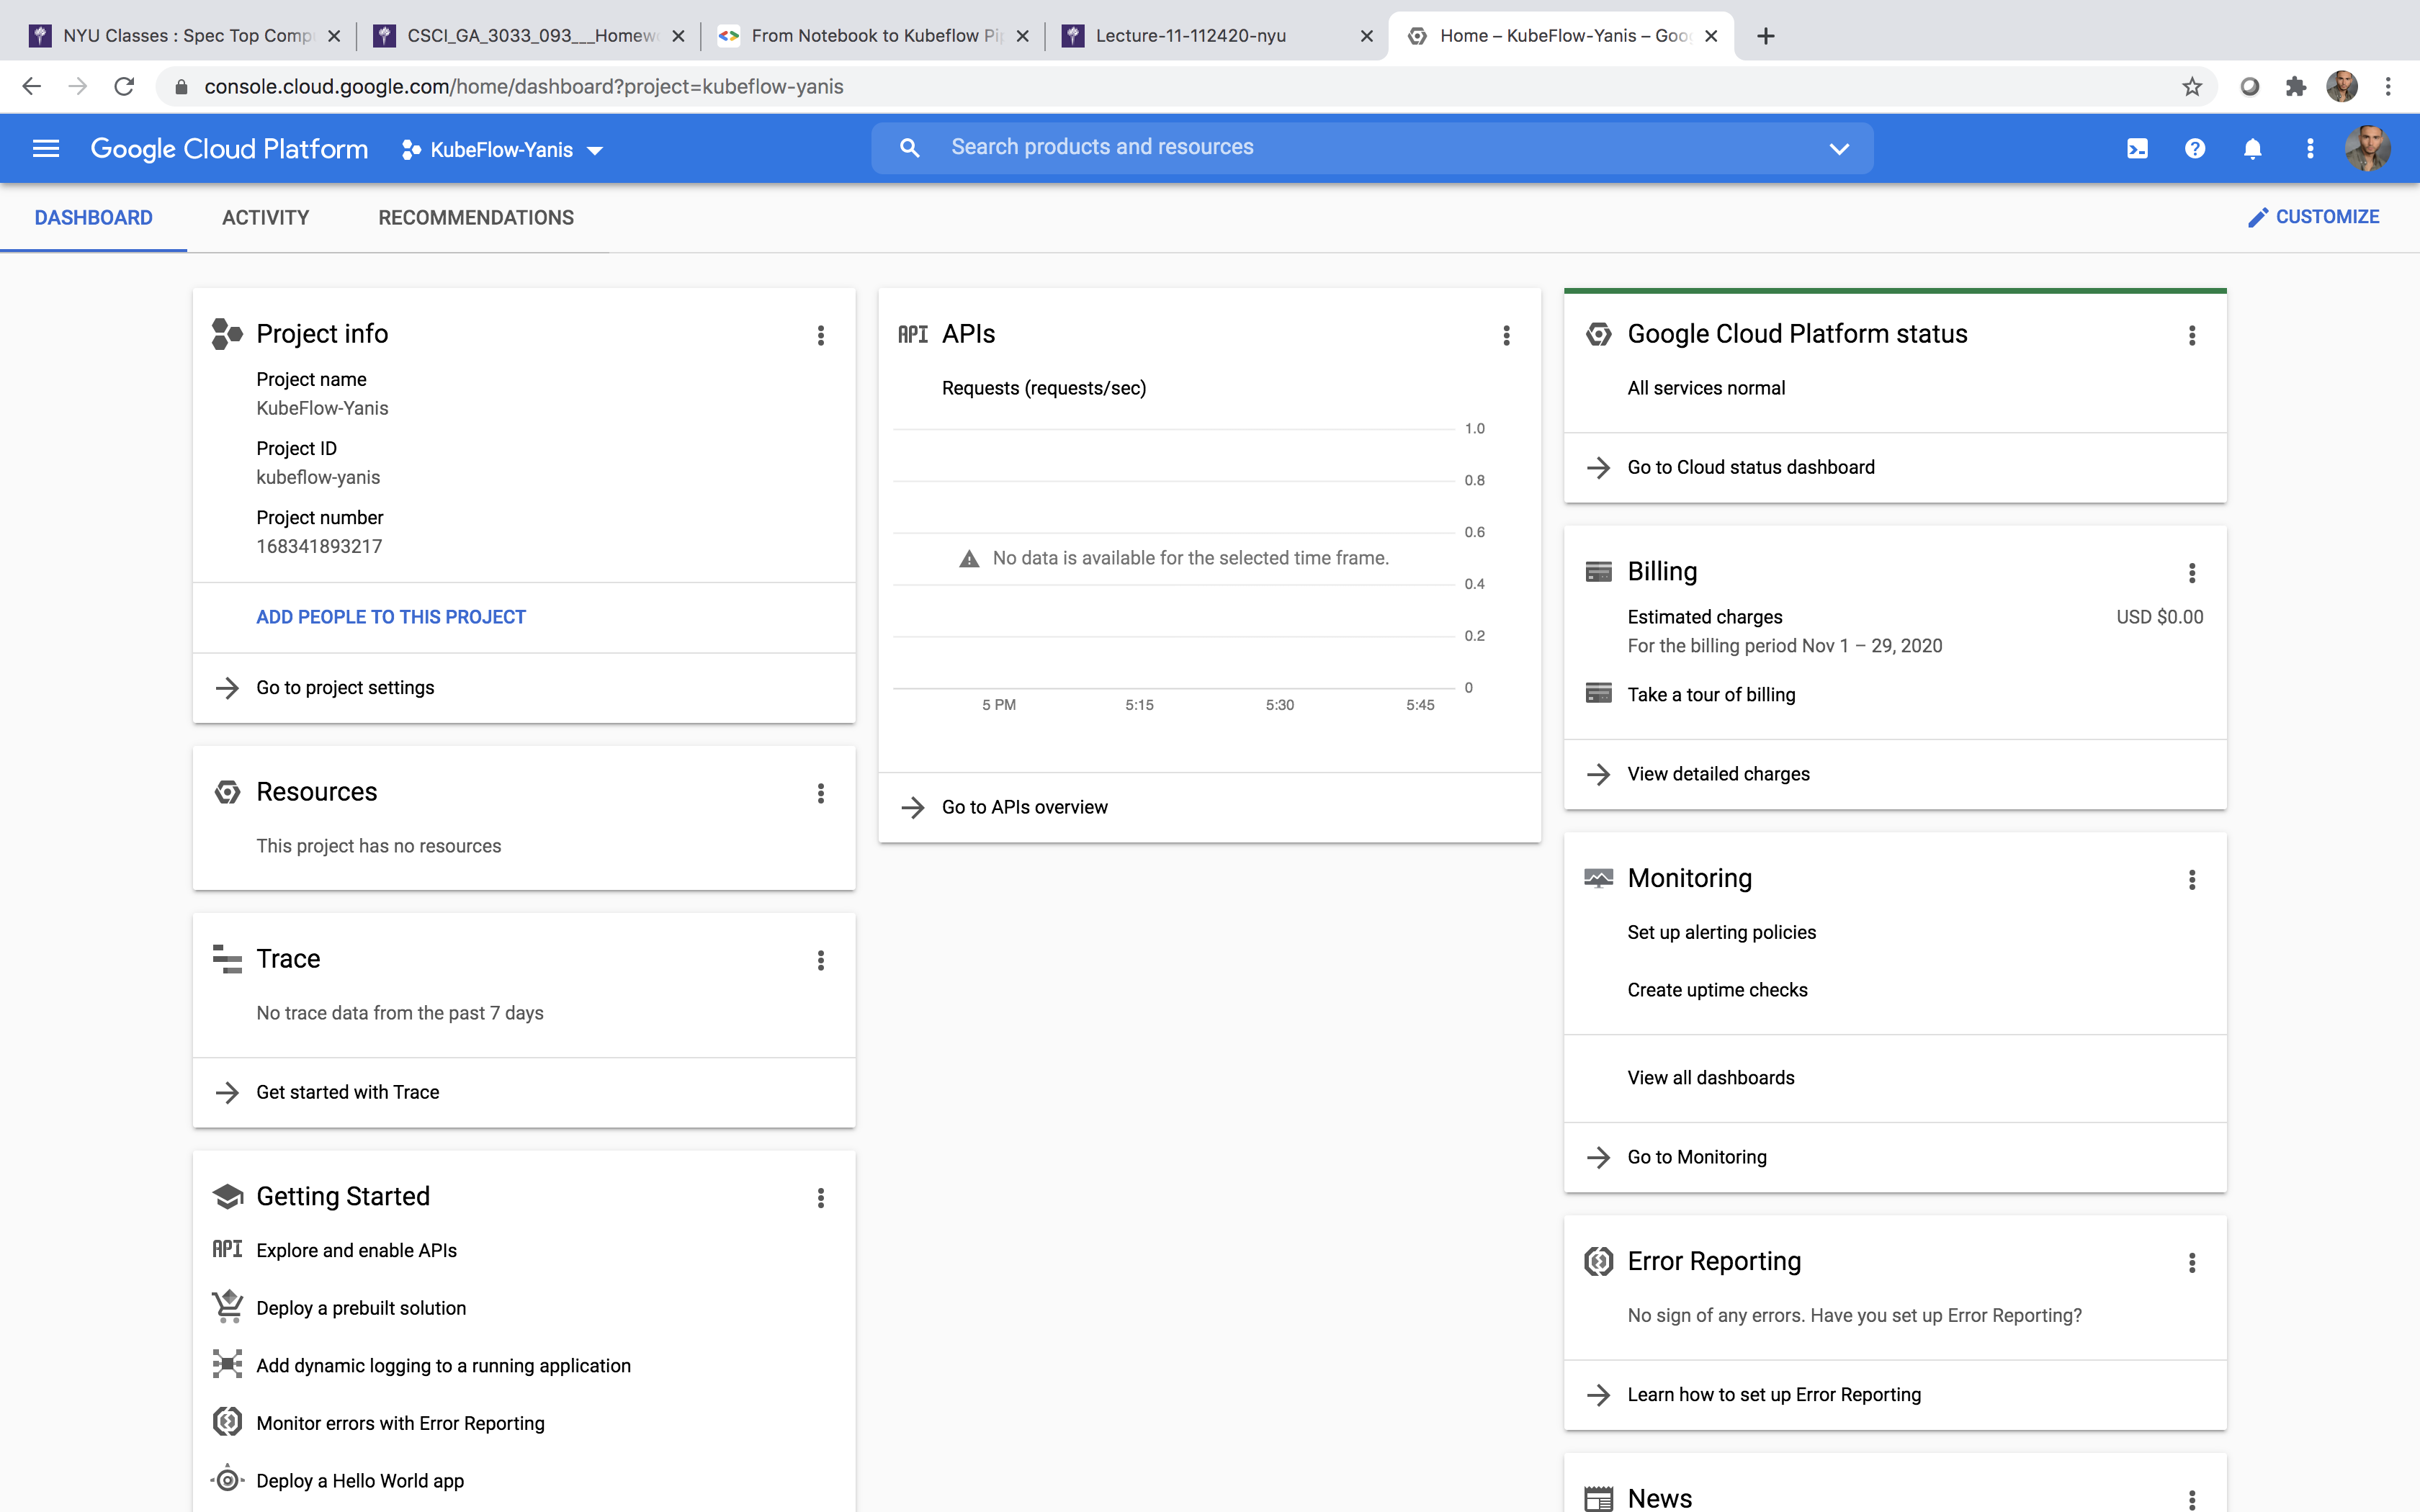 NYU Classes : Spec Top Comp
CSCI_GA_3033_093___Homew
From Notebook to Kubeflow Pip
Lecture-11-112420-nyu
Home – KubeFlow-Yanis – Goo
console.cloud.google.com/home/dashboard?project=kubeflow-yanis
Google Cloud Platform
KubeFlow-Yanis
Search products and resources
DASHBOARD
ACTIVITY
RECOMMENDATIONS
CUSTOMIZE
Project info
Project name
KubeFlow-Yanis
Project ID
kubeflow-yanis
Project number
168341893217
ADD PEOPLE TO THIS PROJECT
Go to project settings
Resources
This project has no resources
Trace
No trace data from the past 7 days
Get started with Trace
Getting Started
API Explore and enable APIs
Deploy a prebuilt solution
Add dynamic logging to a running application
Monitor errors with Error Reporting
Deploy a Hello World app
API APIs
Requests (requests/sec)
1.0
0.8
0.6
No data is available for the selected time frame.
0.4
0.2
0
5 PM 5:15 5:30 5:45
Go to APIs overview
Google Cloud Platform status
All services normal
Go to Cloud status dashboard
Billing
Estimated charges USD $0.00
For the billing period Nov 1 – 29, 2020
Take a tour of billing
View detailed charges
Monitoring
Set up alerting policies
Create uptime checks
View all dashboards
Go to Monitoring
Error Reporting
No sign of any errors. Have you set up Error Reporting?
Learn how to set up Error Reporting
News